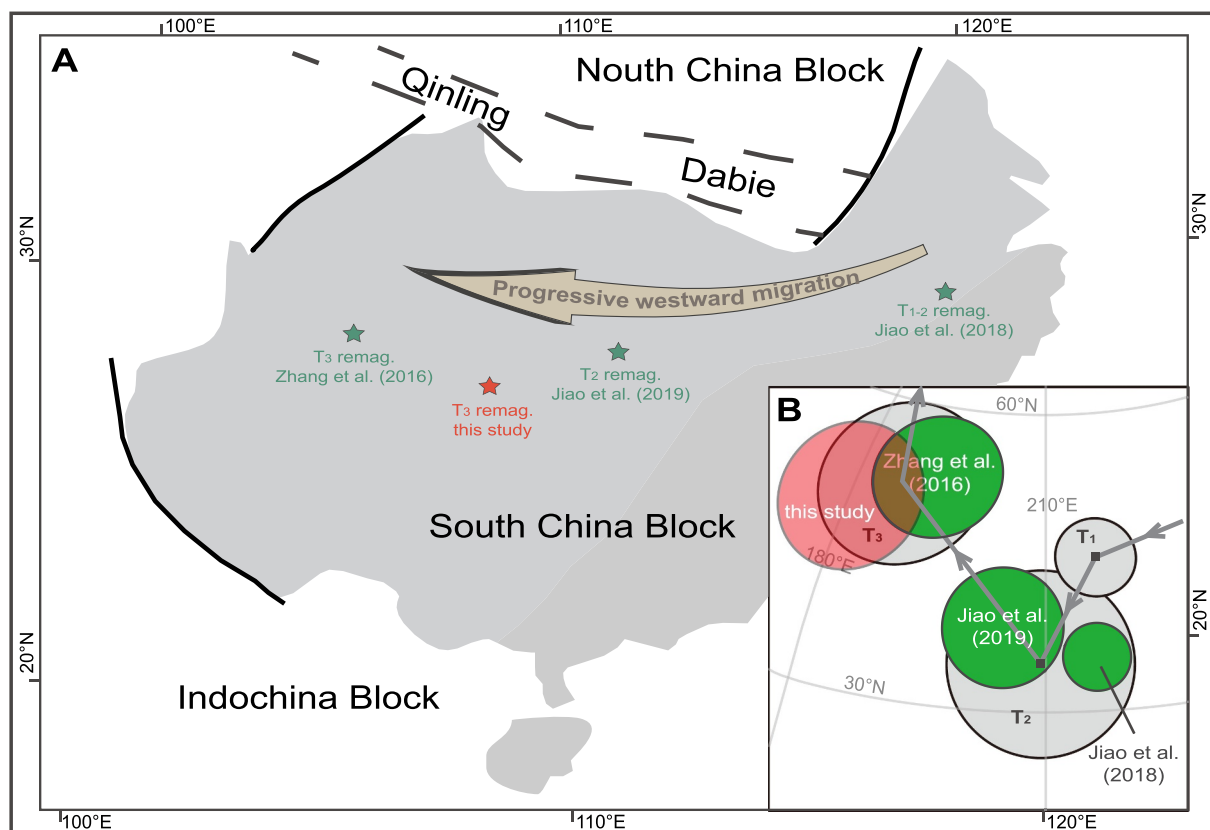 100°E
110°E
120°E
A
Nouth China Block
Qinling
Dabie
30°N
30°N
Progressive westward migration
T1-2 remag.
Jiao et al. (2018)
T3 remag.
Zhang et al. (2016)
T2 remag.
Jiao et al. (2019)
T3 remag.
this study
South China Block
Indochina Block
20°N
20°N
B
60°N
Zhang et al.
(2016)
this study
T3
180°E
210°E
T1
Jiao et al.
(2019)
30°N
T2
Jiao et al.
(2018)
100°E
110°E
120°E